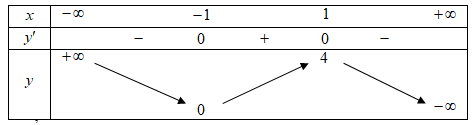 x −∞ −1 1 +∞
y′ − 0 + 0 −
y +∞ 0 4 −∞